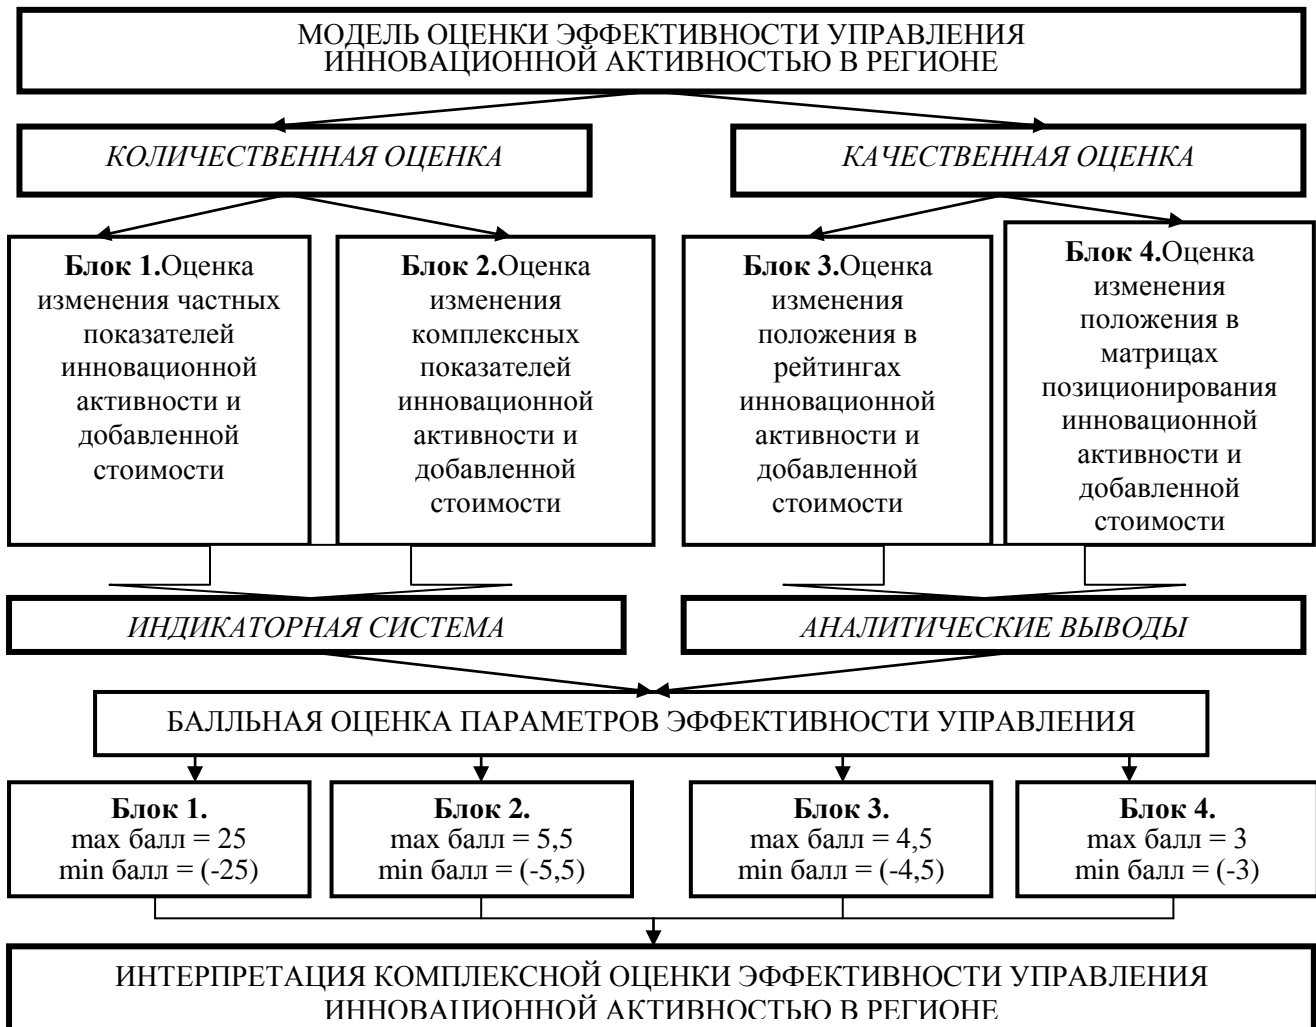 МОДЕЛЬ ОЦЕНКИ ЭФФЕКТИВНОСТИ УПРАВЛЕНИЯ
ИННОВАЦИОННОЙ АКТИВНОСТЬЮ В РЕГИОНЕ
КОЛИЧЕСТВЕННАЯ ОЦЕНКА
КАЧЕСТВЕННАЯ ОЦЕНКА
Блок 1.Оценка
изменения частных
показателей
инновационной
активности и
добавленной
стоимости
Блок 2.Оценка
изменения
комплексных
показателей
инновационной
активности и
добавленной
стоимости
Блок 3.Оценка
изменения
положения в
рейтингах
инновационной
активности и
добавленной
стоимости
Блок 4.Оценка
изменения
положения в
матрицах
позиционирования
инновационной
активности и
добавленной
стоимости
ИНДИКАТОРНАЯ СИСТЕМА
АНАЛИТИЧЕСКИЕ ВЫВОДЫ
БАЛЛЬНАЯ ОЦЕНКА ПАРАМЕТРОВ ЭФФЕКТИВНОСТИ УПРАВЛЕНИЯ
Блок 1.
max балл = 25
min балл = (-25)
Блок 2.
max балл = 5,5
min балл = (-5,5)
Блок 3.
max балл = 4,5
min балл = (-4,5)
Блок 4.
max балл = 3
min балл = (-3)
ИНТЕРПРЕТАЦИЯ КОМПЛЕКСНОЙ ОЦЕНКИ ЭФФЕКТИВНОСТИ УПРАВЛЕНИЯ
ИННОВАЦИОННОЙ АКТИВНОСТЬЮ В РЕГИОНЕ